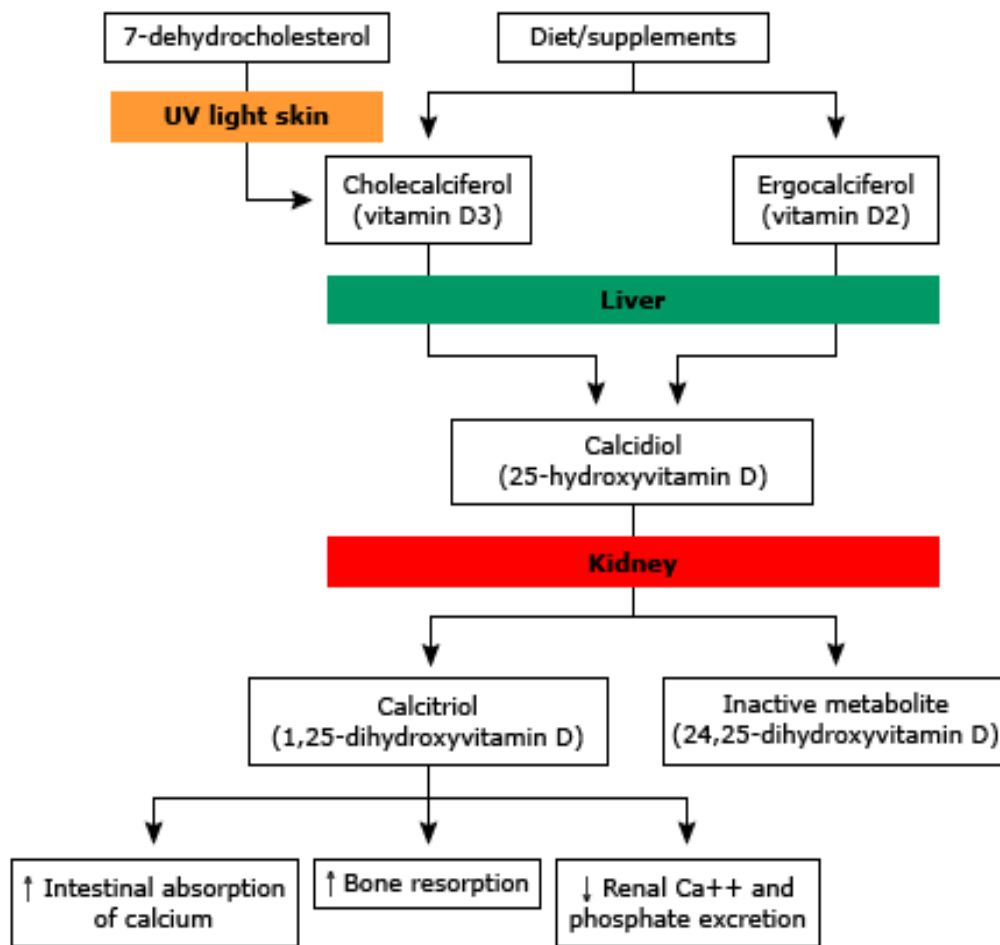 7-dehydrocholesterol
Diet/supplements
UV light skin
Cholecalciferol
(vitamin D3)
Ergocalciferol
(vitamin D2)
Liver
Calcidiol
(25-hydroxyvitamin D)
Kidney
Calcitriol
(1,25-dihydroxyvitamin D)
Inactive metabolite
(24,25-dihydroxyvitamin D)
↑ Intestinal absorption
of calcium
↑ Bone resorption
↓ Renal Ca++ and
phosphate excretion